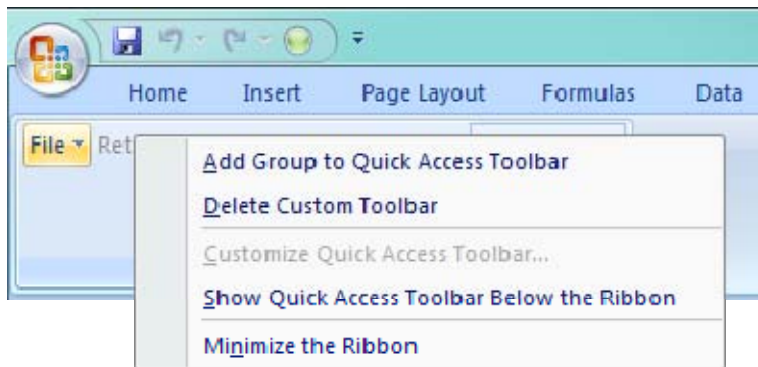 Home Insert Page Layout Formulas Data
File Ret
Add Group to Quick Access Toolbar
Delete Custom Toolbar
Customize Quick Access Toolbar...
Show Quick Access Toolbar Below the Ribbon
Minimize the Ribbon